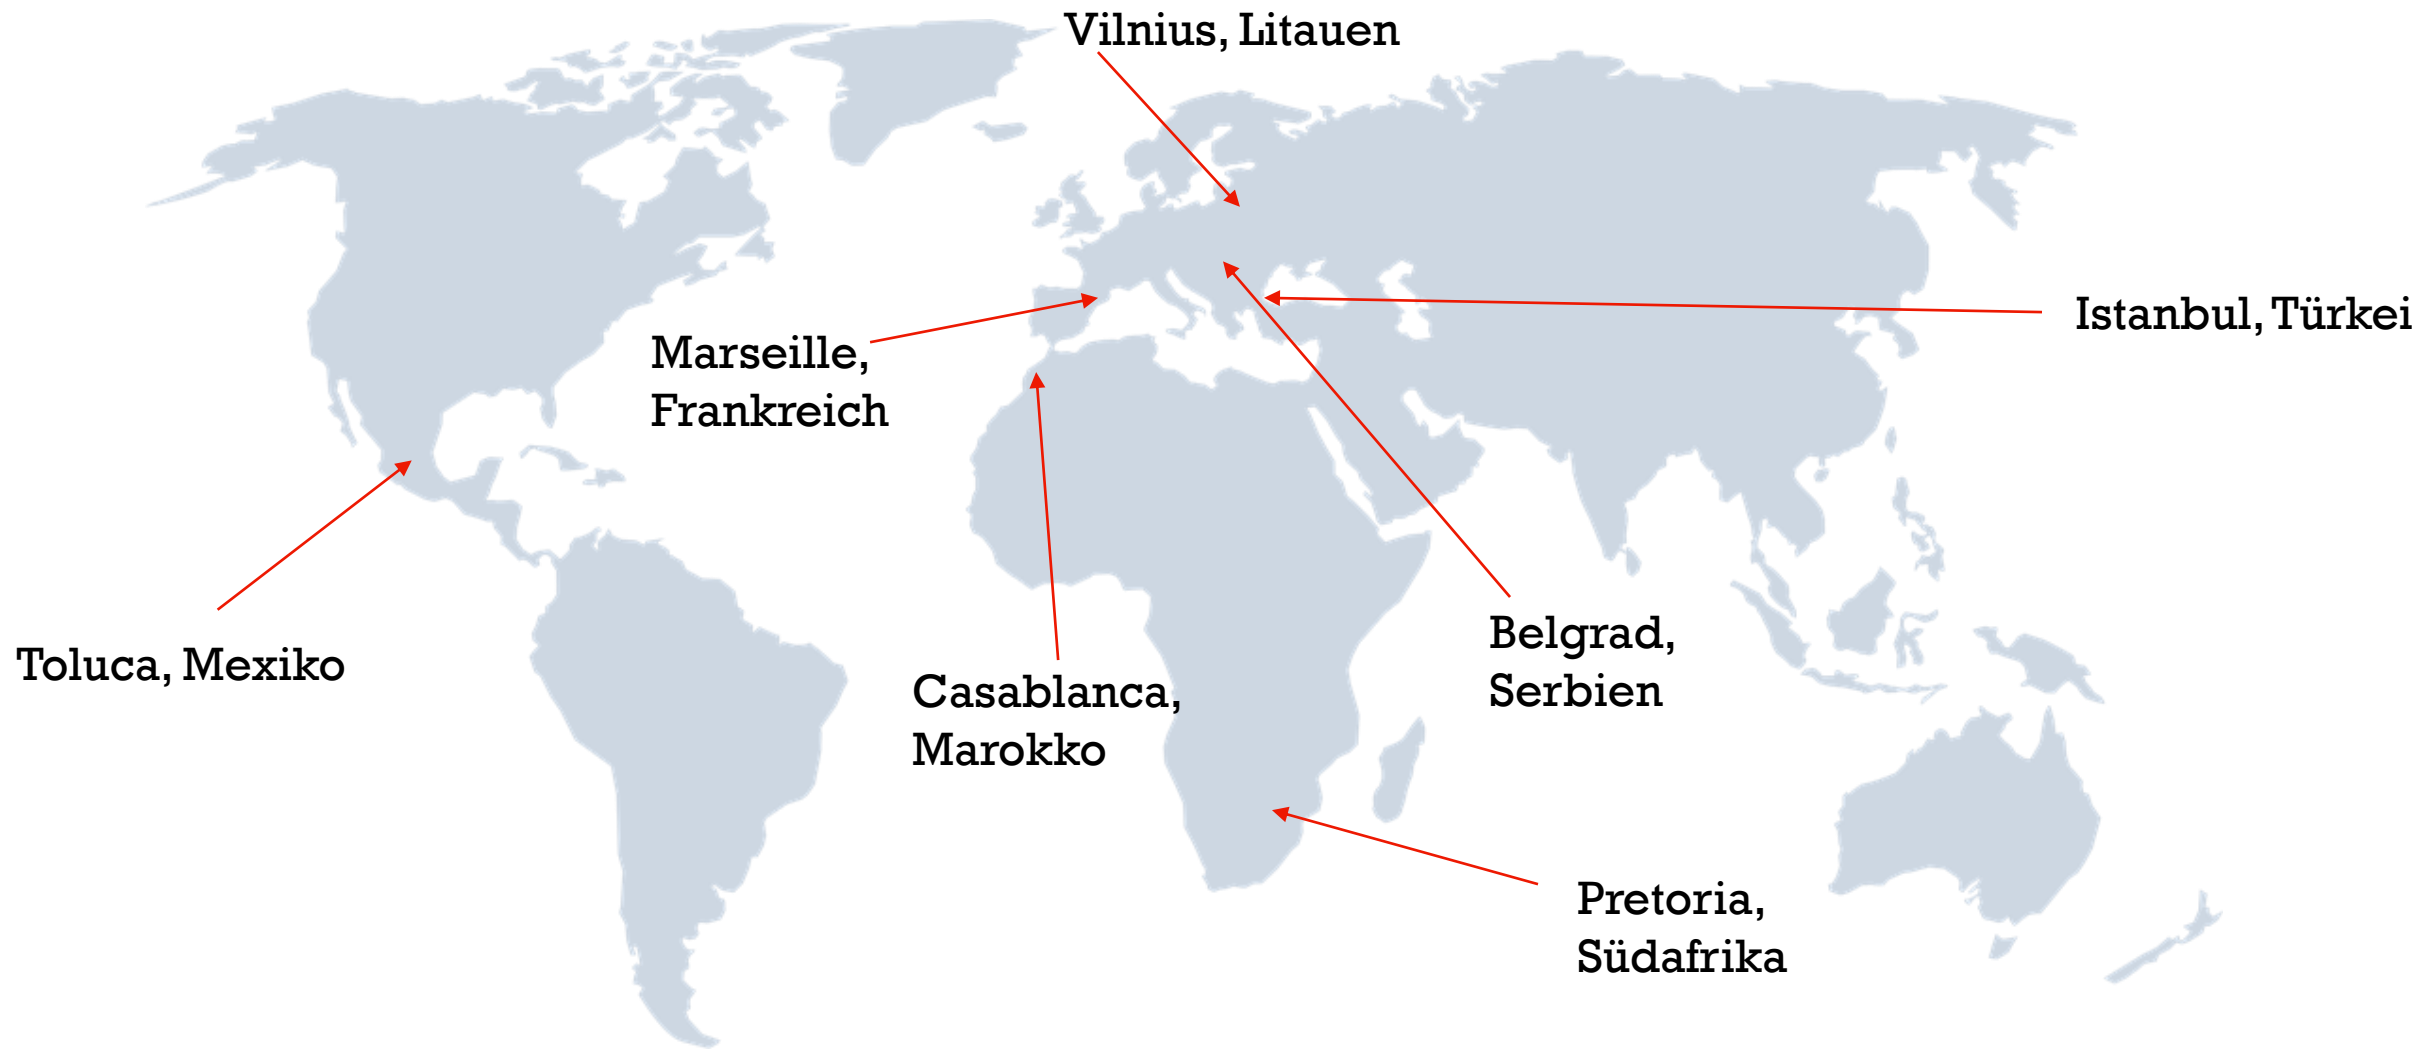 Vilnius, Litauen
Istanbul, Türkei
Marseille,
Frankreich
Toluca, Mexiko
Casablanca,
Marokko
Belgrad,
Serbien
Pretoria,
Südafrika